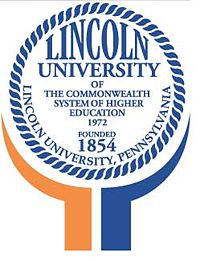 LINCOLN
UNIVERSITY
OF
THE COMMONWEALTH
SYSTEM OF HIGHER
EDUCATION
1972
FOUNDED
1854
LINCOLN UNIVERSITY, PENNSYLVANIA